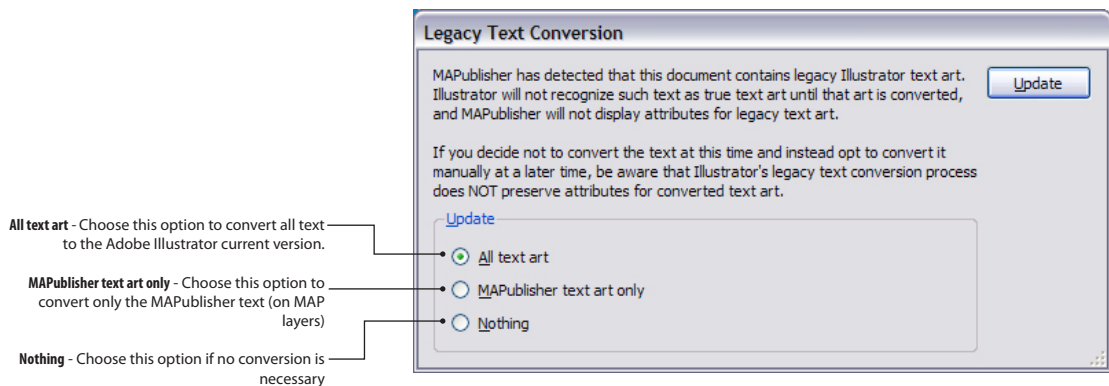 Legacy Text Conversion
MAPublisher has detected that this document contains legacy Illustrator text art.
Illustrator will not recognize such text as true text art until that art is converted,
and MAPublisher will not display attributes for legacy text art.
Update
If you decide not to convert the text at this time and instead opt to convert it
manually at a later time, be aware that Illustrator's legacy text conversion process
does NOT preserve attributes for converted text art.
Update
All text art
MAPublisher text art only
Nothing
All text art - Choose this option to convert all text
to the Adobe Illustrator current version.
MAPublisher text art only - Choose this option to
convert only the MAPublisher text (on MAP
layers)
Nothing - Choose this option if no conversion is
necessary